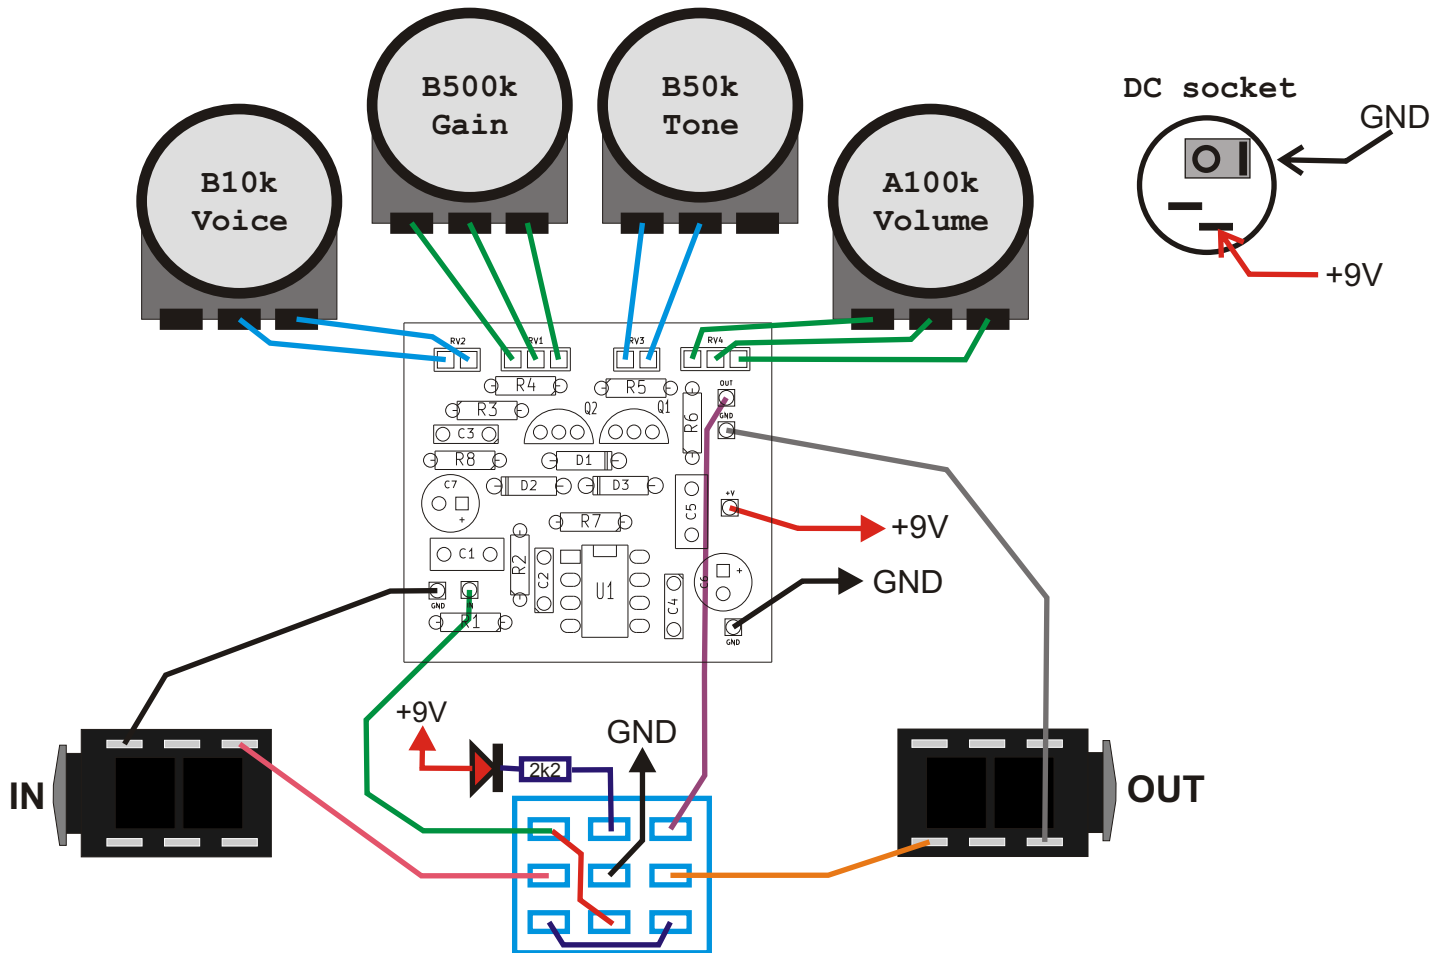 B500k
Gain
B50k
Tone
DC socket
GND
B10k
Voice
A100k
Volume
+9V
RV2
RV1
RV3
RV4
R4
R5
OUT
R3
Q2
Q1
R6
GND
C3
R8
D1
C7
D2
D3
+V
+
C5
R7
+9V
C1
R2
C2
U1
C4
C6
+
GND
GND
IN
R1
GND
+9V
GND
2k2
IN
OUT